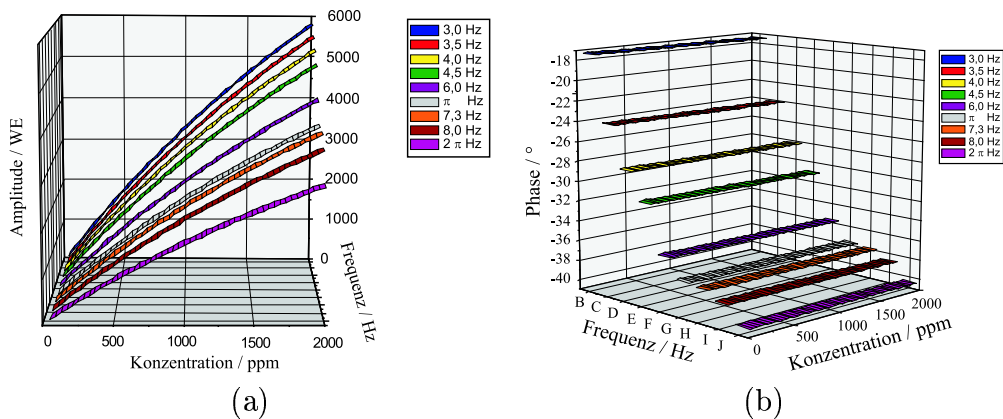 6000
5000
4000
3000
2000
1000
0
Amplitude / WE
0
500
1000
1500
2000
Konzentration / ppm
Frequenz / Hz
3,0 Hz
3,5 Hz
4,0 Hz
4,5 Hz
6,0 Hz
π Hz
7,3 Hz
8,0 Hz
2 π Hz
(a)
-18
-20
-22
-24
-26
-28
-30
-32
-34
-36
-38
-40
Phase / °
B
C
D
E
F
G
H
I
J
Frequenz / Hz
0
500
1000
1500
2000
Konzentration / ppm
3,0 Hz
3,5 Hz
4,0 Hz
4,5 Hz
6,0 Hz
π Hz
7,3 Hz
8,0 Hz
2 π Hz
(b)